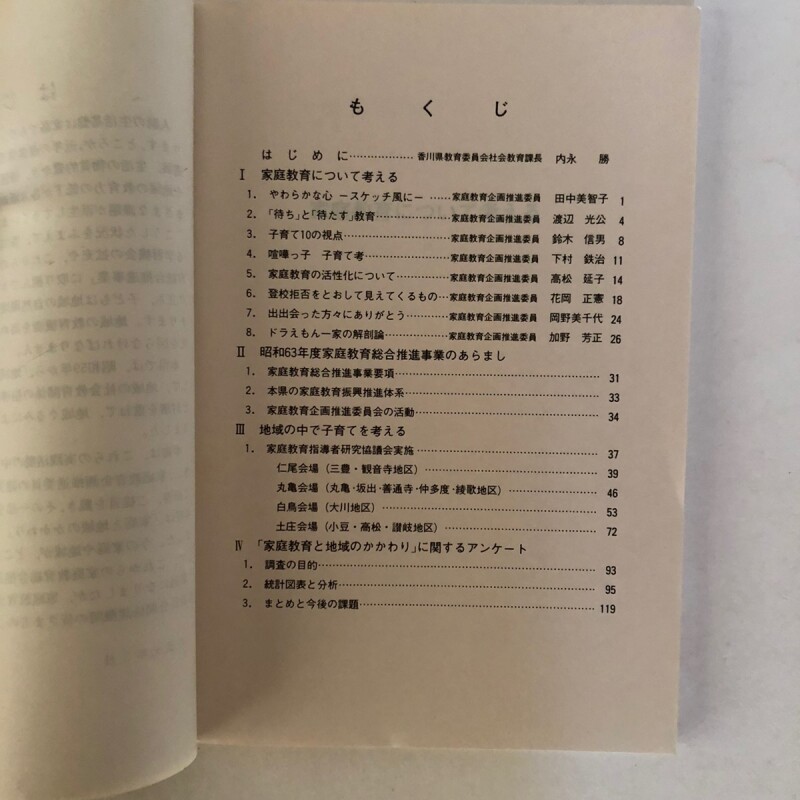 もくじ
はじめに………………香川県教育委員会社会教育課長　内永　勝
Ⅰ　家庭教育について考える
1. やわらかな心 －スケッチ風に－ ……家庭教育企画推進委員　田中美智子　1
2.「待ち」と「待たす」教育…………………家庭教育企画推進委員　渡辺　光公　4
3. 子育て10の視点…………………………家庭教育企画推進委員　鈴木　信男　8
4. 喧嘩っ子　子育て考……………………家庭教育企画推進委員　下村　鉄治　11
5. 家庭教育の活性化について……………家庭教育企画推進委員　高松　延子　14
6. 登校拒否をとおして見えてくるもの…家庭教育企画推進委員　花岡　正憲　18
7. 出出会った方々にありがとう…………家庭教育企画推進委員　岡野美千代　24
8. ドラえもん一家の解剖論………………家庭教育企画推進委員　加野　芳正　26
Ⅱ　昭和63年度家庭教育総合推進事業のあらまし
1. 家庭教育総合推進事業要項……………………………………………… 31
2. 本県の家庭教育振興推進体系…………………………………………… 33
3. 家庭教育企画推進委員会の活動………………………………………… 34
Ⅲ　地域の中で子育てを考える
1. 家庭教育指導者研究協議会実施………………………………………… 37
仁尾会場（三豊・観音寺地区）…………………………………………… 39
丸亀会場（丸亀・坂出・善通寺・仲多度・綾歌地区）…………………… 46
白鳥会場（大川地区）……………………………………………………… 53
土庄会場（小豆・高松・讃岐地区）……………………………………… 72
Ⅳ　「家庭教育と地域のかかわり」に関するアンケート
1. 調査の目的………………………………………………………………… 93
2. 統計図表と分析…………………………………………………………… 95
3. まとめと今後の課題……………………………………………………… 119